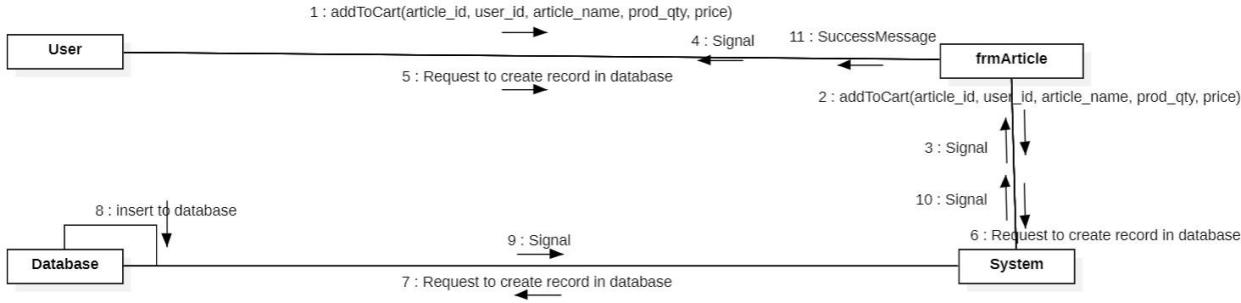 1 : addToCart(article_id, user_id, article_name, prod_qty, price)
User
4 : Signal
11 : SuccessMessage
frmArticle
5 : Request to create record in database
2 : addToCart(article_id, user_id, article_name, prod_qty, price)
3 : Signal
10 : Signal
8 : insert to database
6 : Request to create record in database
9 : Signal
Database
System
7 : Request to create record in database